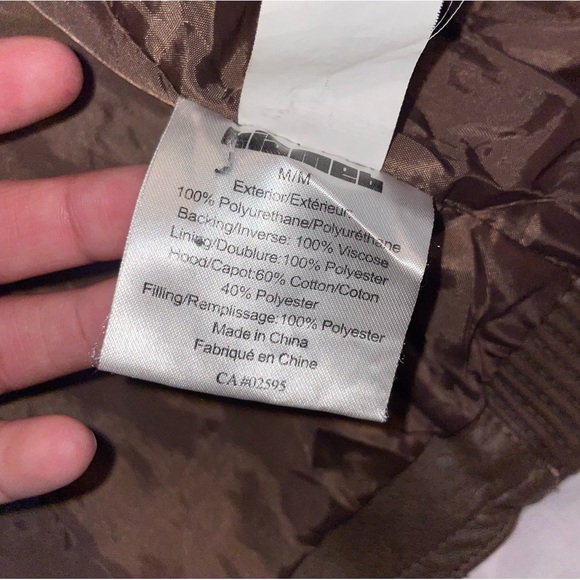 M/M
Exterior/Extérieur
100% Polyurethane/Polyuréthane
Backing/Inverse: 100% Viscose
Lining/Doublure:100% Polyester
Hood/Capot:60% Cotton/Coton
40% Polyester
Filling/Remplissage:100% Polyester
Made in China
Fabriqué en Chine
CA#02595